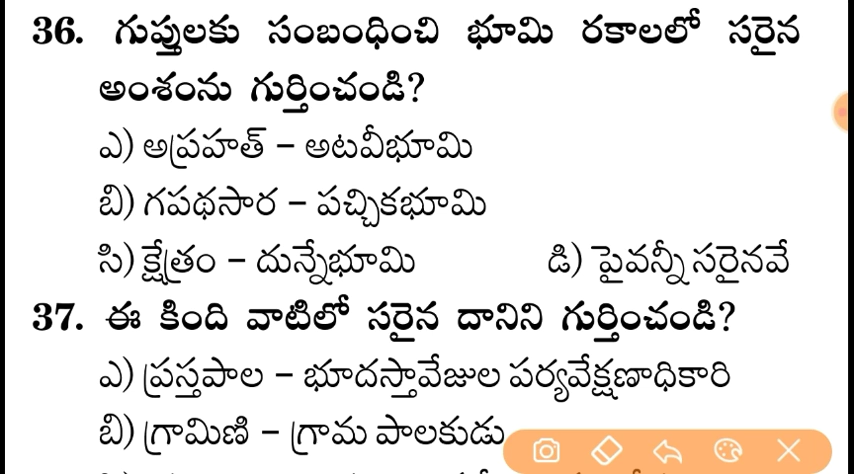 36. గుప్తులకు సంబంధించి భూమి రకాలలో సరైన
అంశంను గుర్తించండి?
ఎ) అప్రహత్ – అటవీభూమి
బి) గపథసార – పచ్చికభూమి
సి) క్షేత్రం – దున్నేభూమి డి) పైవన్నీ సరైనవే
37. ఈ కింది వాటిలో సరైన దానిని గుర్తించండి?
ఎ) ప్రస్తపాల – భూదస్తావేజుల పర్యవేక్షణాధికారి
బి) గ్రామిణి – గ్రామ పాలకుడు